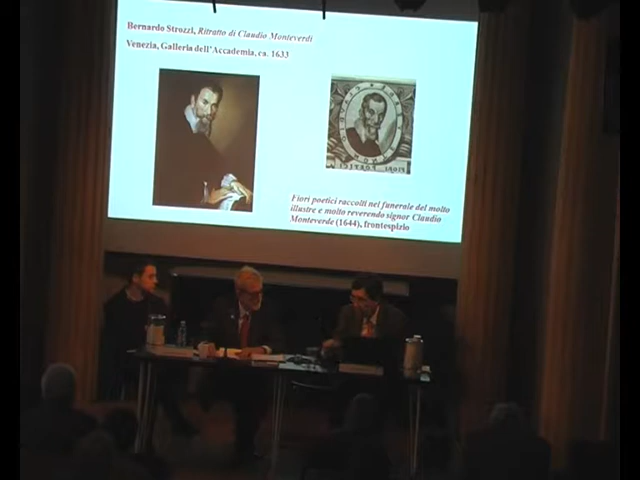 Bernardo Strozzi, Ritratto di Claudio Monteverdi
Venezia, Galleria dell'Accademia, ca. 1633
Fiori poetici raccolti nel funerale del molto
illustre e molto reverendo signor Claudio
Monteverde (1644), frontespizio